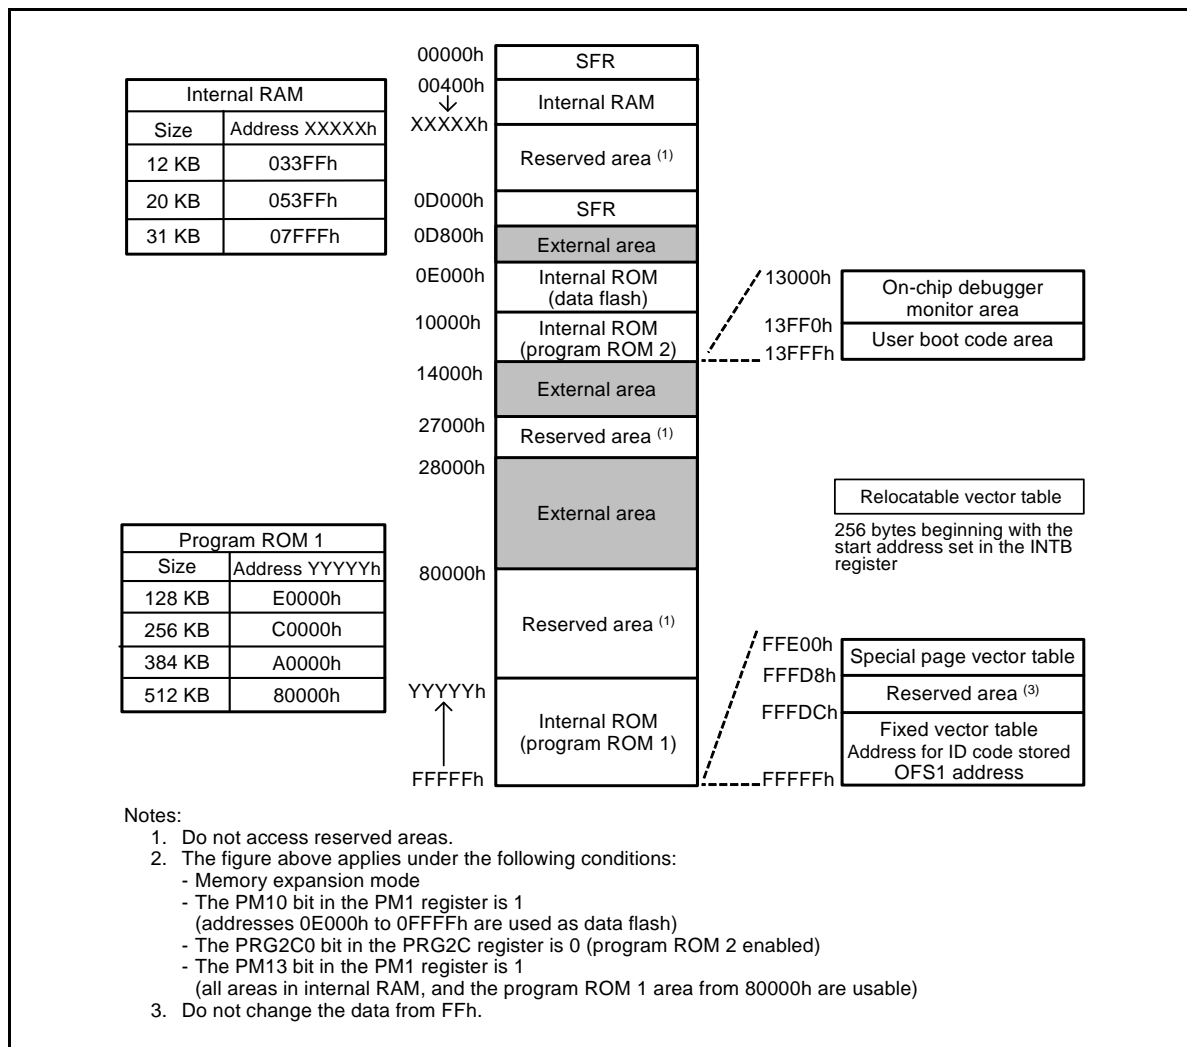 00000h
SFR
00400h
Internal RAM
XXXXXh
Reserved area (1)
0D000h
SFR
0D800h
External area
0E000h
Internal ROM
(data flash)
10000h
Internal ROM
(program ROM 2)
14000h
External area
27000h
Reserved area (1)
28000h
External area
80000h
Reserved area (1)
YYYYYh
Internal ROM
(program ROM 1)
FFFFFh
Internal RAM
Size Address XXXXXh
12 KB 033FFh
20 KB 053FFh
31 KB 07FFFh
Program ROM 1
Size Address YYYYYh
128 KB E0000h
256 KB C0000h
384 KB A0000h
512 KB 80000h
13000h
On-chip debugger
monitor area
13FF0h
User boot code area
13FFFh
Relocatable vector table
256 bytes beginning with the
start address set in the INTB
register
FFE00h
Special page vector table
FFFD8h
Reserved area (3)
FFFDCh
Fixed vector table
Address for ID code stored
OFS1 address
FFFFFh
Notes:
1. Do not access reserved areas.
2. The figure above applies under the following conditions:
- Memory expansion mode
- The PM10 bit in the PM1 register is 1
(addresses 0E000h to 0FFFFh are used as data flash)
- The PRG2C0 bit in the PRG2C register is 0 (program ROM 2 enabled)
- The PM13 bit in the PM1 register is 1
(all areas in internal RAM, and the program ROM 1 area from 80000h are usable)
3. Do not change the data from FFh.